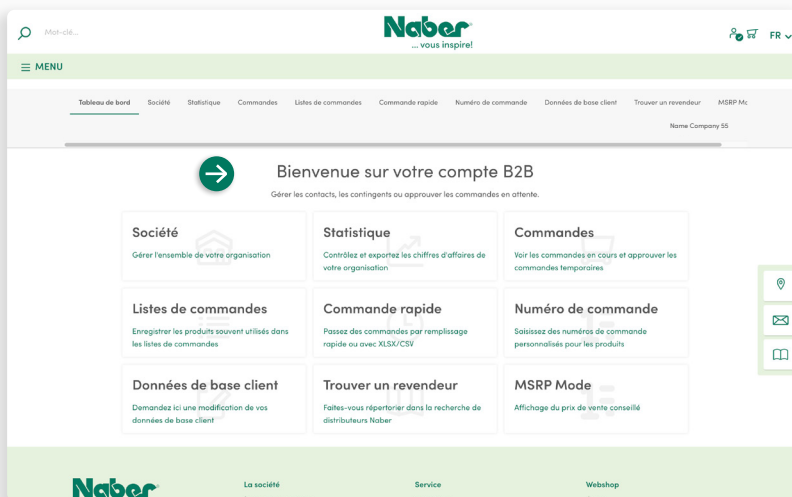 Mot-clé...
Naber
... vous inspire!
FR
MENU
Tableau de bord Société Statistique Commandes Listes de commandes Commande rapide Numéro de commande Données de base client Trouver un revendeur MSRP Mo
Name Company 55
Bienvenue sur votre compte B2B
Gérer les contacts, les contingents ou approuver les commandes en attente.
Société
Gérer l'ensemble de votre organisation
Statistique
Contrôlez et exportez les chiffres d'affaires de
votre organisation
Commandes
Voir les commandes en cours et approuver les
commandes temporaires
Listes de commandes
Enregistrer les produits souvent utilisés dans
les listes de commandes
Commande rapide
Passez des commandes par remplissage
rapide ou avec XLSX/CSV
Numéro de commande
Saisissez des numéros de commande
personnalisés pour les produits
Données de base client
Demandez ici une modification de vos
données de base client
Trouver un revendeur
Faites-vous répertorier dans la recherche de
distributeurs Naber
MSRP Mode
Affichage du prix de vente conseillé
Naber
La société
Service
Webshop